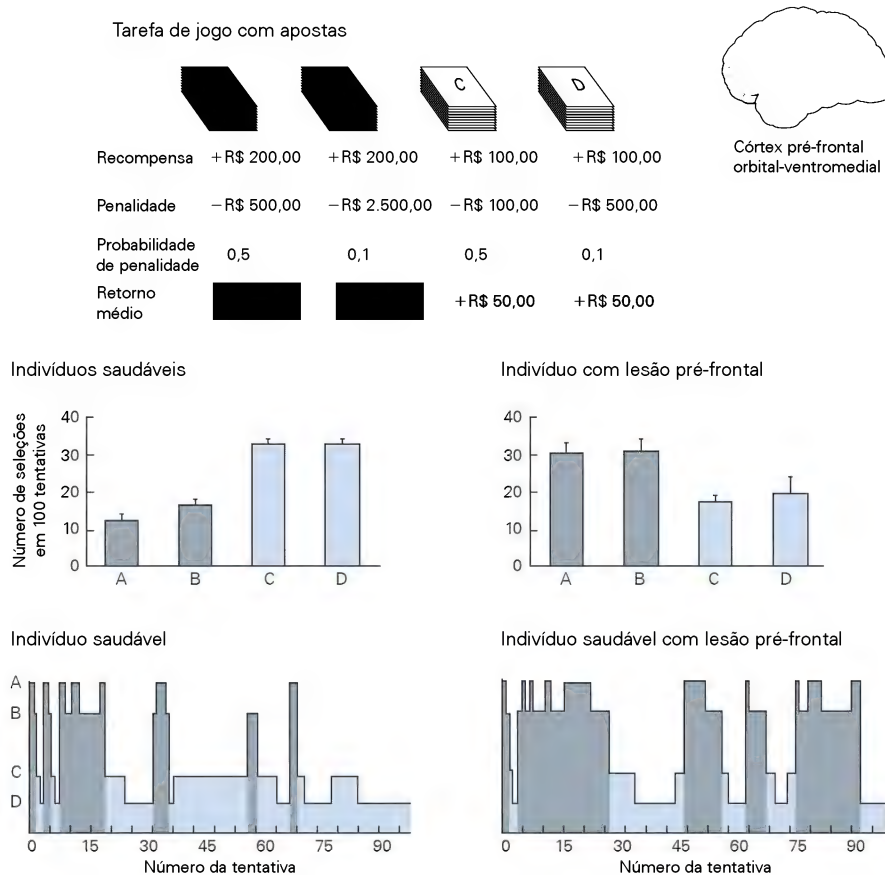 Tarefa de jogo com apostas
C D
Córtex pré-frontal
orbital-ventromedial
Recompensa +R$ 200,00 +R$ 200,00 +R$ 100,00 +R$ 100,00
Penalidade −R$ 500,00 −R$ 2.500,00 −R$ 100,00 −R$ 500,00
Probabilidade
de penalidade 0,5 0,1 0,5 0,1
Retorno
médio +R$ 50,00 +R$ 50,00
Indivíduos saudáveis
Número de seleções
em 100 tentativas
40
30
20
10
0
A B C D
Indivíduo com lesão pré-frontal
40
30
20
10
0
A B C D
Indivíduo saudável
A
B
C
D
0 15 30 45 60 75 90
Número da tentativa
Indivíduo saudável com lesão pré-frontal
0 15 30 45 60 75 90
Número da tentativa